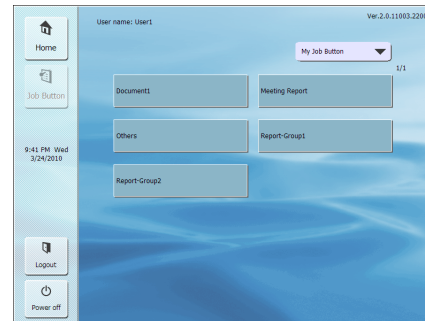 User name: User1
Ver.2.0.11003.2200
Home
My Job Button
1/1
Job Button
Document1
Meeting Report
Others
Report-Group1
9:41 PM Wed
3/24/2010
Report-Group2
Logout
Power off